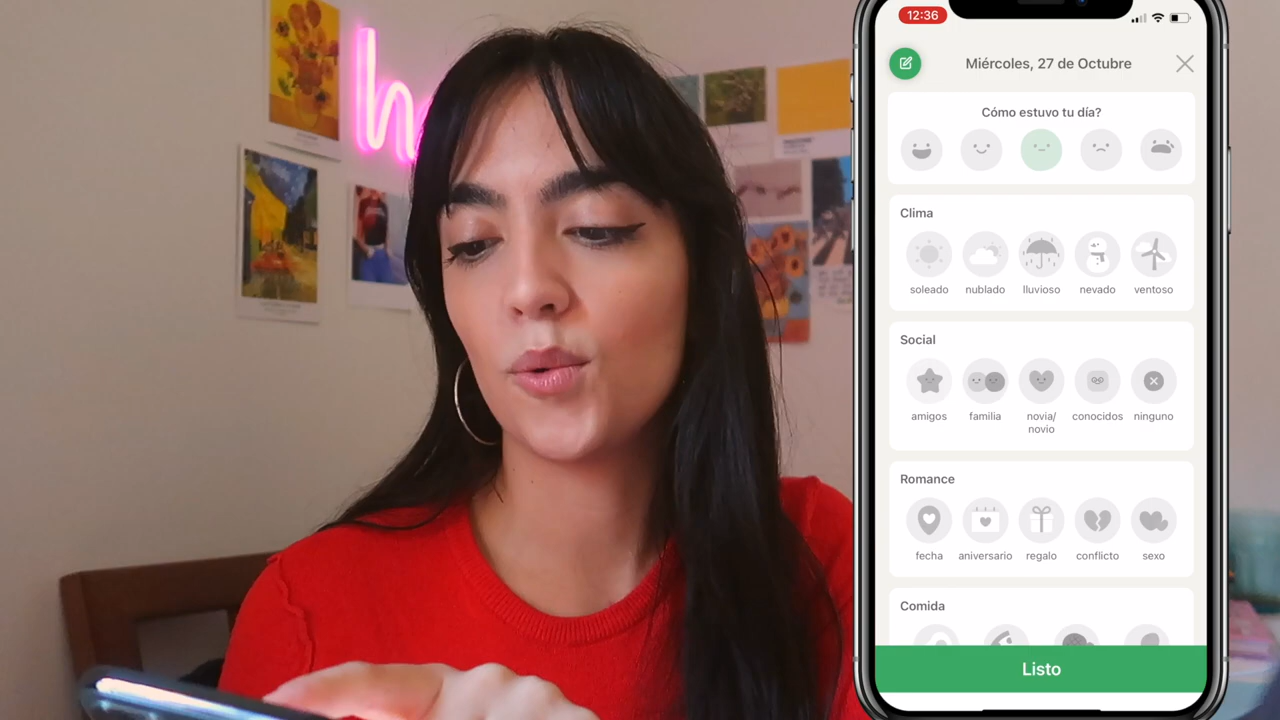 12:36
Miércoles, 27 de Octubre
Cómo estuvo tu día?
Clima
soleado nublado lluvioso nevado ventoso
Social
amigos familia novia/ conocidos ninguno
novio
Romance
fecha aniversario regalo conflicto sexo
Comida
Listo